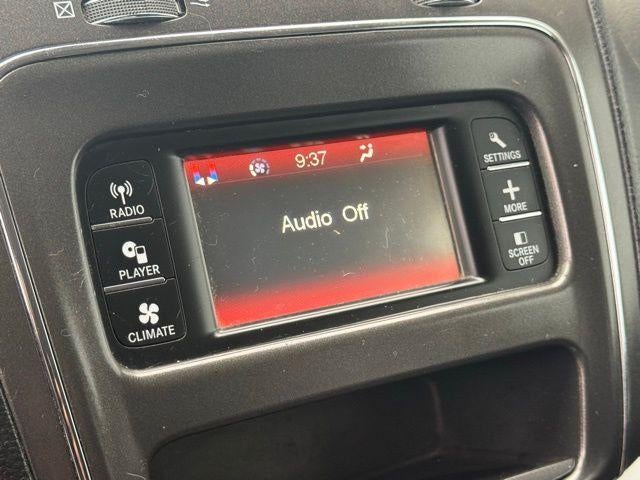 9:37
Audio Off
RADIO
PLAYER
CLIMATE
SETTINGS
MORE
SCREEN
OFF